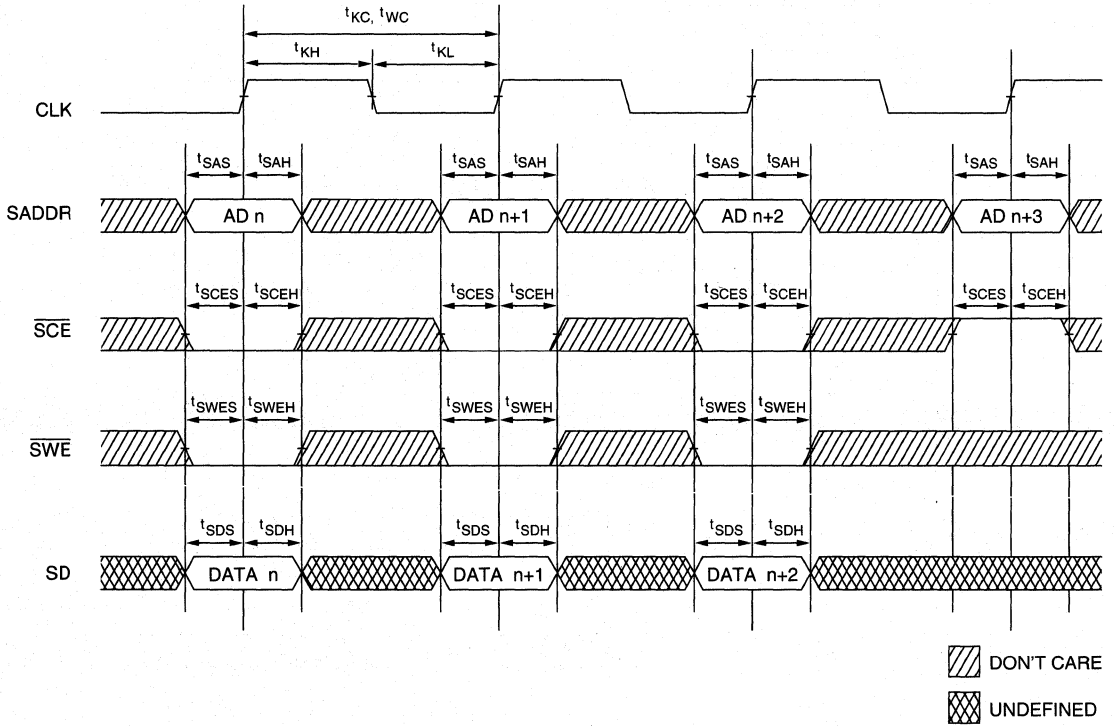 tKC, tWC
tKH tKL
CLK
tSAS tSAH tSAS tSAH tSAS tSAH tSAS tSAH
SADDR AD n AD n+1 AD n+2 AD n+3
tSCES tSCEH tSCES tSCEH tSCES tSCEH tSCES tSCEH
SCE
tSWES tSWEH tSWES tSWEH tSWES tSWEH
SWE
tSDS tSDH tSDS tSDH tSDS tSDH
SD DATA n DATA n+1 DATA n+2
DON'T CARE
UNDEFINED